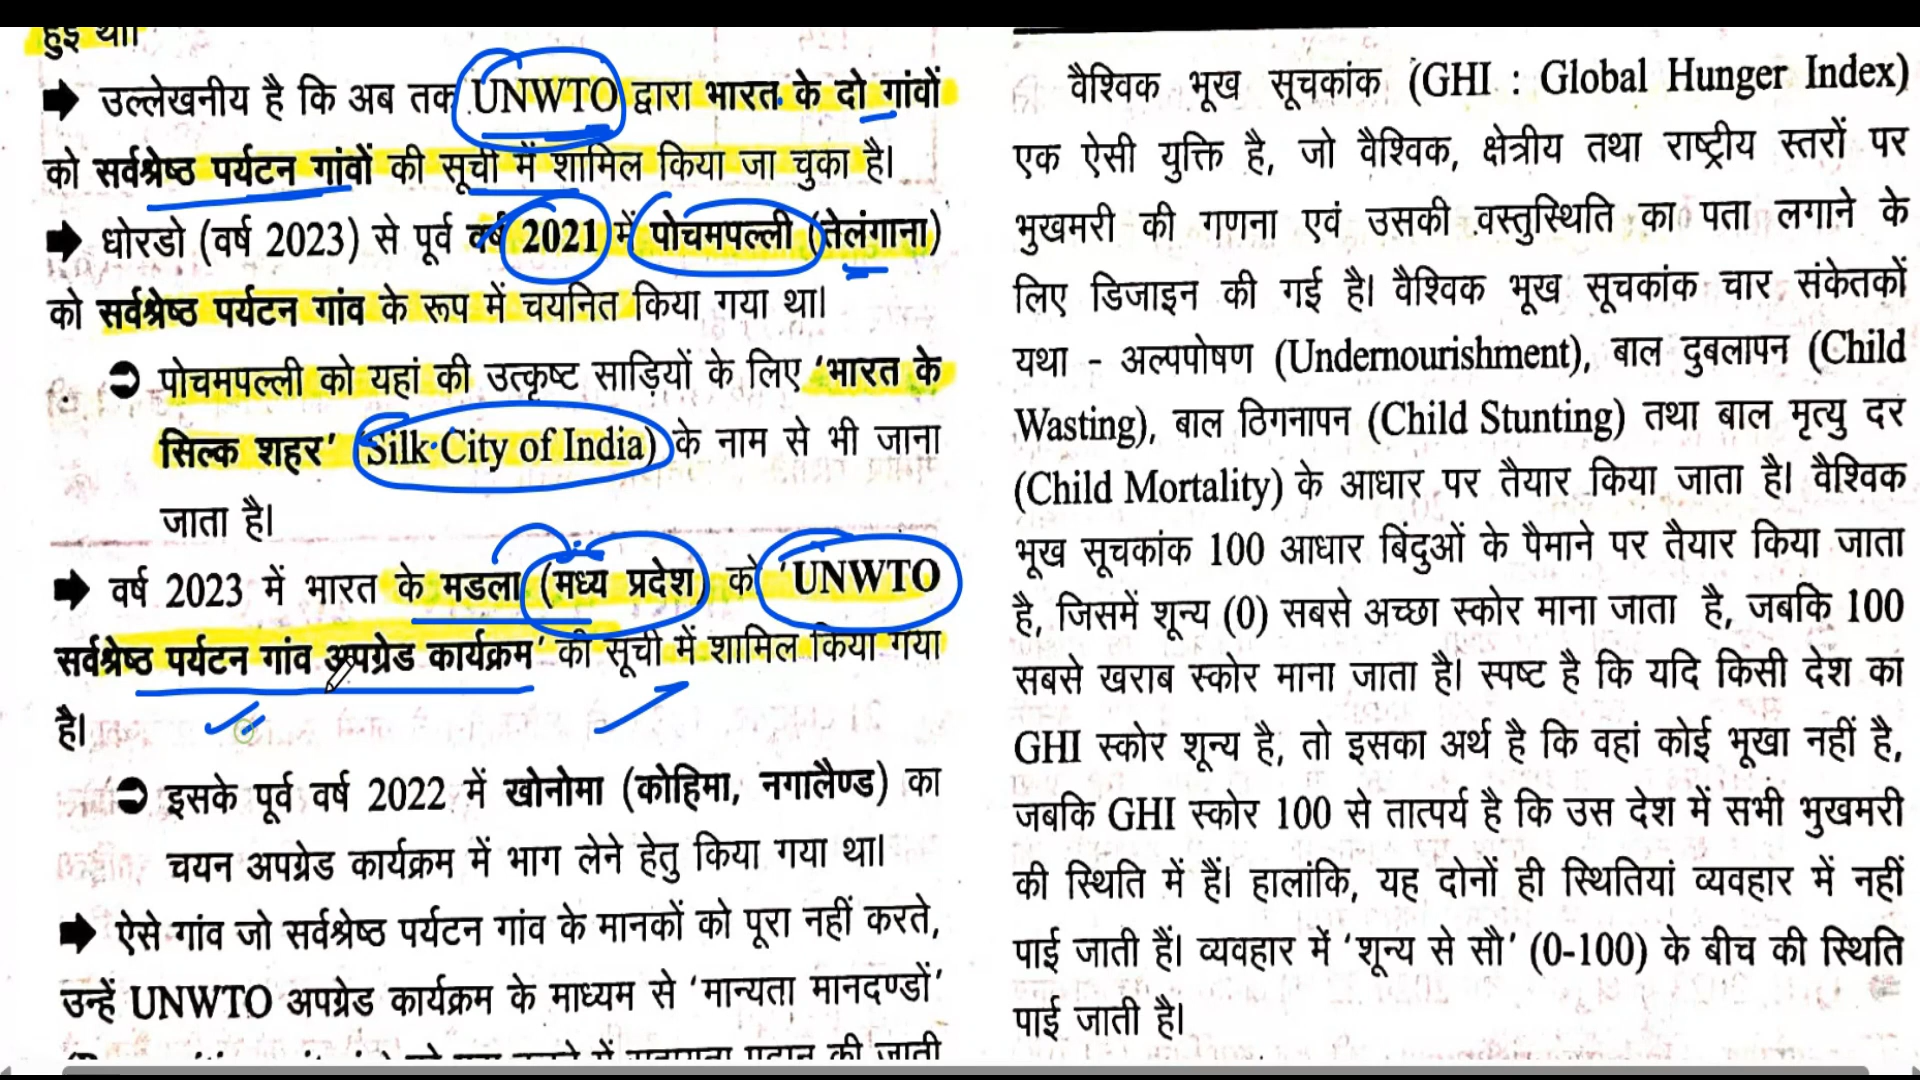 हुई थी।
➡ उल्लेखनीय है कि अब तक UNWTO द्वारा भारत के दो गांवों
को सर्वश्रेष्ठ पर्यटन गांवों की सूची में शामिल किया जा चुका है।
➡ धोरडो (वर्ष 2023) से पूर्व वर्ष 2021 में पोचमपल्ली (तेलंगाना)
को सर्वश्रेष्ठ पर्यटन गांव के रूप में चयनित किया गया था।
➲ पोचमपल्ली को यहां की उत्कृष्ट साड़ियों के लिए ‘भारत के
सिल्क शहर’ (Silk City of India) के नाम से भी जाना
जाता है।
➡ वर्ष 2023 में भारत के मडला (मध्य प्रदेश) को ‘UNWTO
सर्वश्रेष्ठ पर्यटन गांव अपग्रेड कार्यक्रम’ की सूची में शामिल किया गया
है।
➲ इसके पूर्व वर्ष 2022 में खोनोमा (कोहिमा, नगालैण्ड) का
चयन अपग्रेड कार्यक्रम में भाग लेने हेतु किया गया था।
➡ ऐसे गांव जो सर्वश्रेष्ठ पर्यटन गांव के मानकों को पूरा नहीं करते,
उन्हें UNWTO अपग्रेड कार्यक्रम के माध्यम से ‘मान्यता मानदण्डों’
वैश्विक भूख सूचकांक (GHI : Global Hunger Index)
एक ऐसी युक्ति है, जो वैश्विक, क्षेत्रीय तथा राष्ट्रीय स्तरों पर
भुखमरी की गणना एवं उसकी वस्तुस्थिति का पता लगाने के
लिए डिजाइन की गई है। वैश्विक भूख सूचकांक चार संकेतकों
यथा - अल्पपोषण (Undernourishment), बाल दुबलापन (Child
Wasting), बाल ठिगनापन (Child Stunting) तथा बाल मृत्यु दर
(Child Mortality) के आधार पर तैयार किया जाता है। वैश्विक
भूख सूचकांक 100 आधार बिंदुओं के पैमाने पर तैयार किया जाता
है, जिसमें शून्य (0) सबसे अच्छा स्कोर माना जाता है, जबकि 100
सबसे खराब स्कोर माना जाता है। स्पष्ट है कि यदि किसी देश का
GHI स्कोर शून्य है, तो इसका अर्थ है कि वहां कोई भूखा नहीं है,
जबकि GHI स्कोर 100 से तात्पर्य है कि उस देश में सभी भुखमरी
की स्थिति में हैं। हालांकि, यह दोनों ही स्थितियां व्यवहार में नहीं
पाई जाती हैं। व्यवहार में ‘शून्य से सौ’ (0-100) के बीच की स्थिति
पाई जाती है।